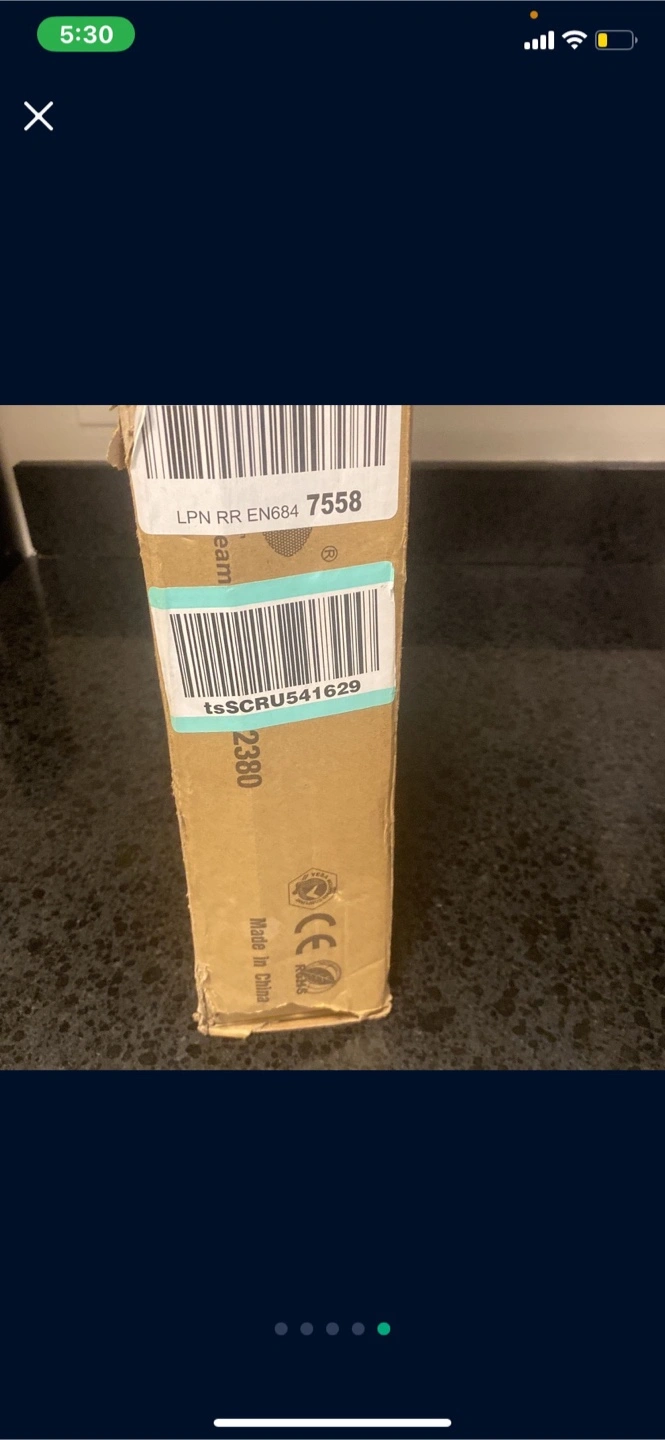 5:30
LPN RR EN684 7558
eam
®
tsSCRU541629
2380
CE
Made in China